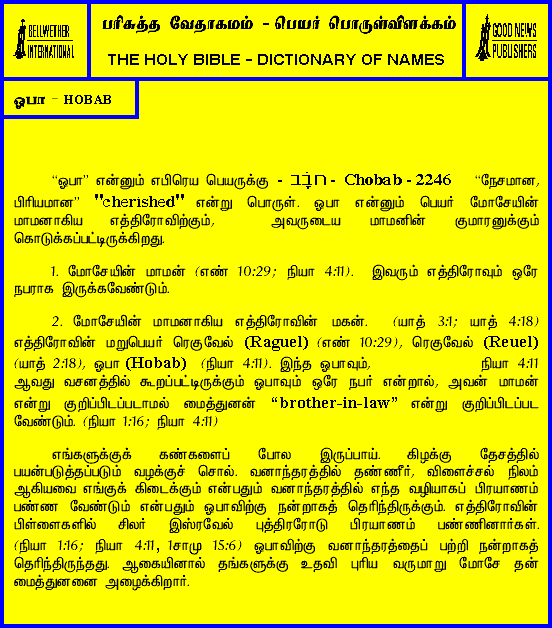 BELLWETHER
INTERNATIONAL
பரிசுத்த வேதாகமம் - பெயர் பொருள்விளக்கம்
THE HOLY BIBLE - DICTIONARY OF NAMES
GOOD NEWS
PUBLISHERS
ஓபா - HOBAB
“ஓபா” என்னும் எபிரெய பெயருக்கு - חֹבָב - Chobab - 2246 “நேசமான,
பிரியமான” "cherished" என்று பொருள். ஓபா என்னும் பெயர் மோசேயின்
மாமனாகிய எத்திரோவிற்கும், அவருடைய மாமனின் குமாரனுக்கும்
கொடுக்கப்பட்டிருக்கிறது.
1. மோசேயின் மாமன் (எண் 10:29; நியா 4:11). இவரும் எத்திரோவும் ஒரே
நபராக இருக்கவேண்டும்.
2. மோசேயின் மாமனாகிய எத்திரோவின் மகன். (யாத் 3:1; யாத் 4:18)
எத்திரோவின் மறுபெயர் ரெகுவேல் (Raguel) (எண் 10:29), ரெகுவேல் (Reuel)
(யாத் 2:18), ஓபா (Hobab) (நியா 4:11). இந்த ஓபாவும், நியா 4:11
ஆவது வசனத்தில் கூறப்பட்டிருக்கும் ஓபாவும் ஒரே நபர் என்றால், அவன் மாமன்
என்று குறிப்பிடப்படாமல் மைத்துனன் “brother-in-law” என்று குறிப்பிடப்பட
வேண்டும். (நியா 1:16; நியா 4:11)
எங்களுக்குக் கண்களைப் போல இருப்பாய். கிழக்கு தேசத்தில்
பயன்படுத்தப்படும் வழக்குச் சொல். வனாந்தரத்தில் தண்ணீர், விளைச்சல் நிலம்
ஆகியவை எங்குக் கிடைக்கும் என்பதும் வனாந்தரத்தில் எந்த வழியாகப் பிரயாணம்
பண்ண வேண்டும் என்பதும் ஓபாவிற்கு நன்றாகத் தெரிந்திருக்கும். எத்திரோவின்
பிள்ளைகளில் சிலர் இஸ்ரவேல் புத்திரரோடு பிரயாணம் பண்ணினார்கள்.
(நியா 1:16; நியா 4:11, 1சாமு 15:6) ஓபாவிற்கு வனாந்தரத்தைப் பற்றி நன்றாகத்
தெரிந்திருந்தது. ஆகையினால் தங்களுக்கு உதவி புரிய வருமாறு மோசே தன்
மைத்துனனை அழைக்கிறார்.